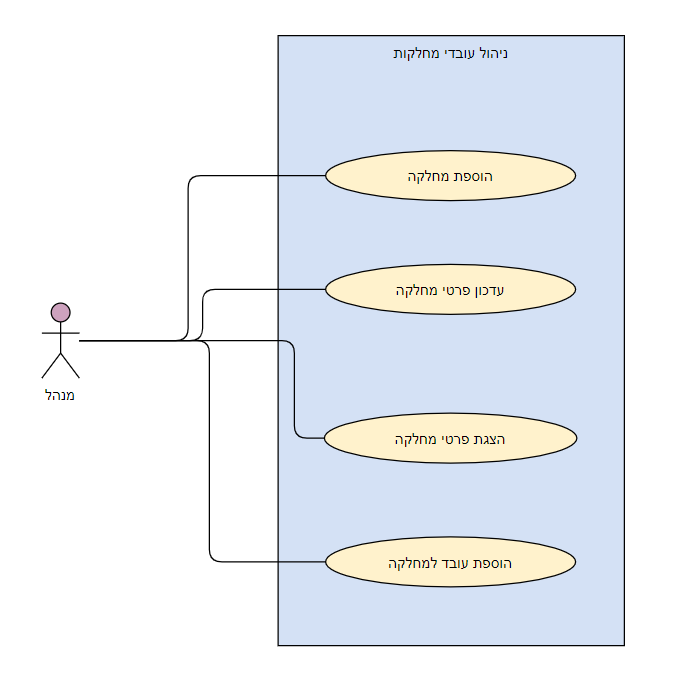 ניהול עובדי מחלקות
הוספת מחלקה
עדכון פרטי מחלקה
מנהל
הצגת פרטי מחלקה
הוספת עובד למחלקה